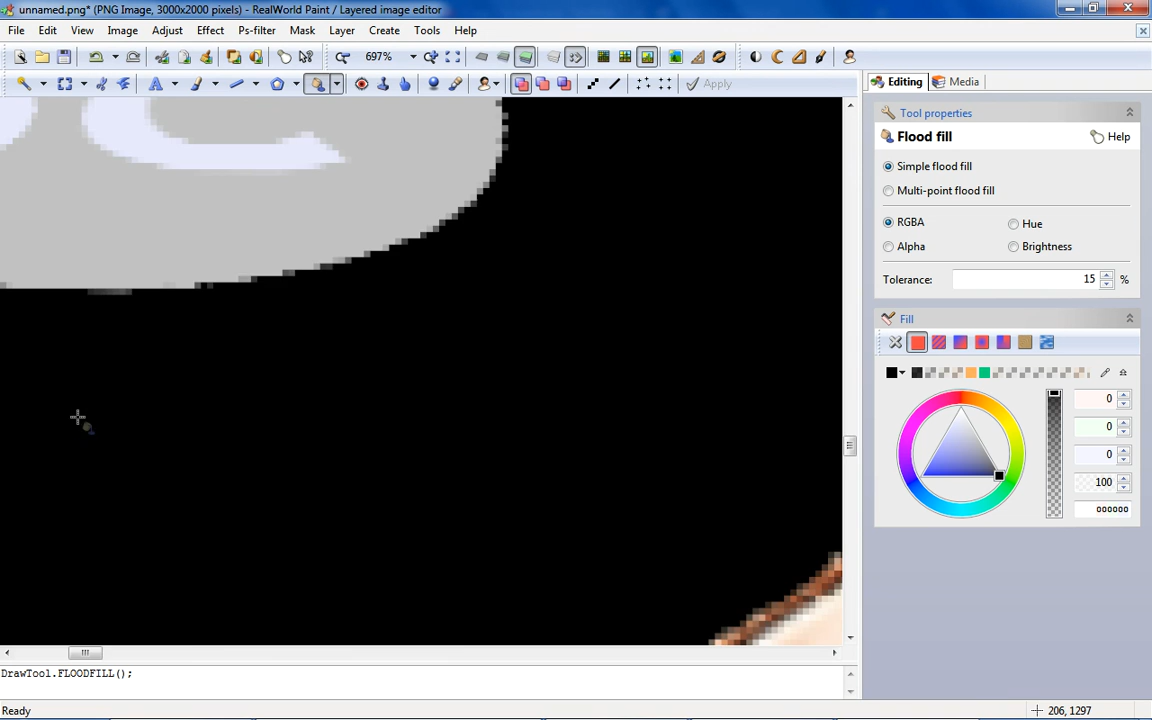 unnamed.png* (PNG Image, 3000x2000 pixels) - RealWorld Paint / Layered image editor
File Edit View Image Adjust Effect Ps-filter Mask Layer Create Tools Help
697%
Apply
Editing Media
Tool properties
Flood fill Help
Simple flood fill
Multi-point flood fill
RGBA Hue
Alpha Brightness
Tolerance: 15 %
Fill
0
0
0
100
000000
DrawTool.FLOODFILL();
Ready 206, 1297